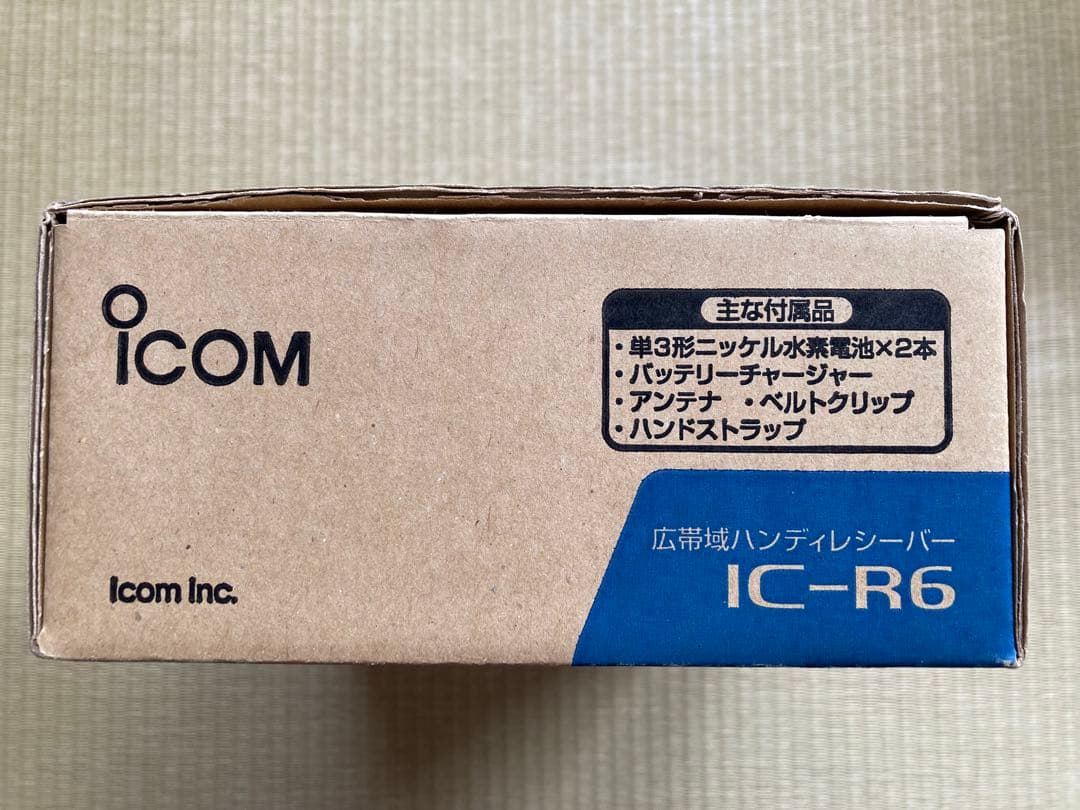 iCOM
主な付属品
・単3形ニッケル水素電池×2本
・バッテリーチャージャー
・アンテナ ・ベルトクリップ
・ハンドストラップ
広帯域ハンディレシーバー
IC-R6
Icom Inc.